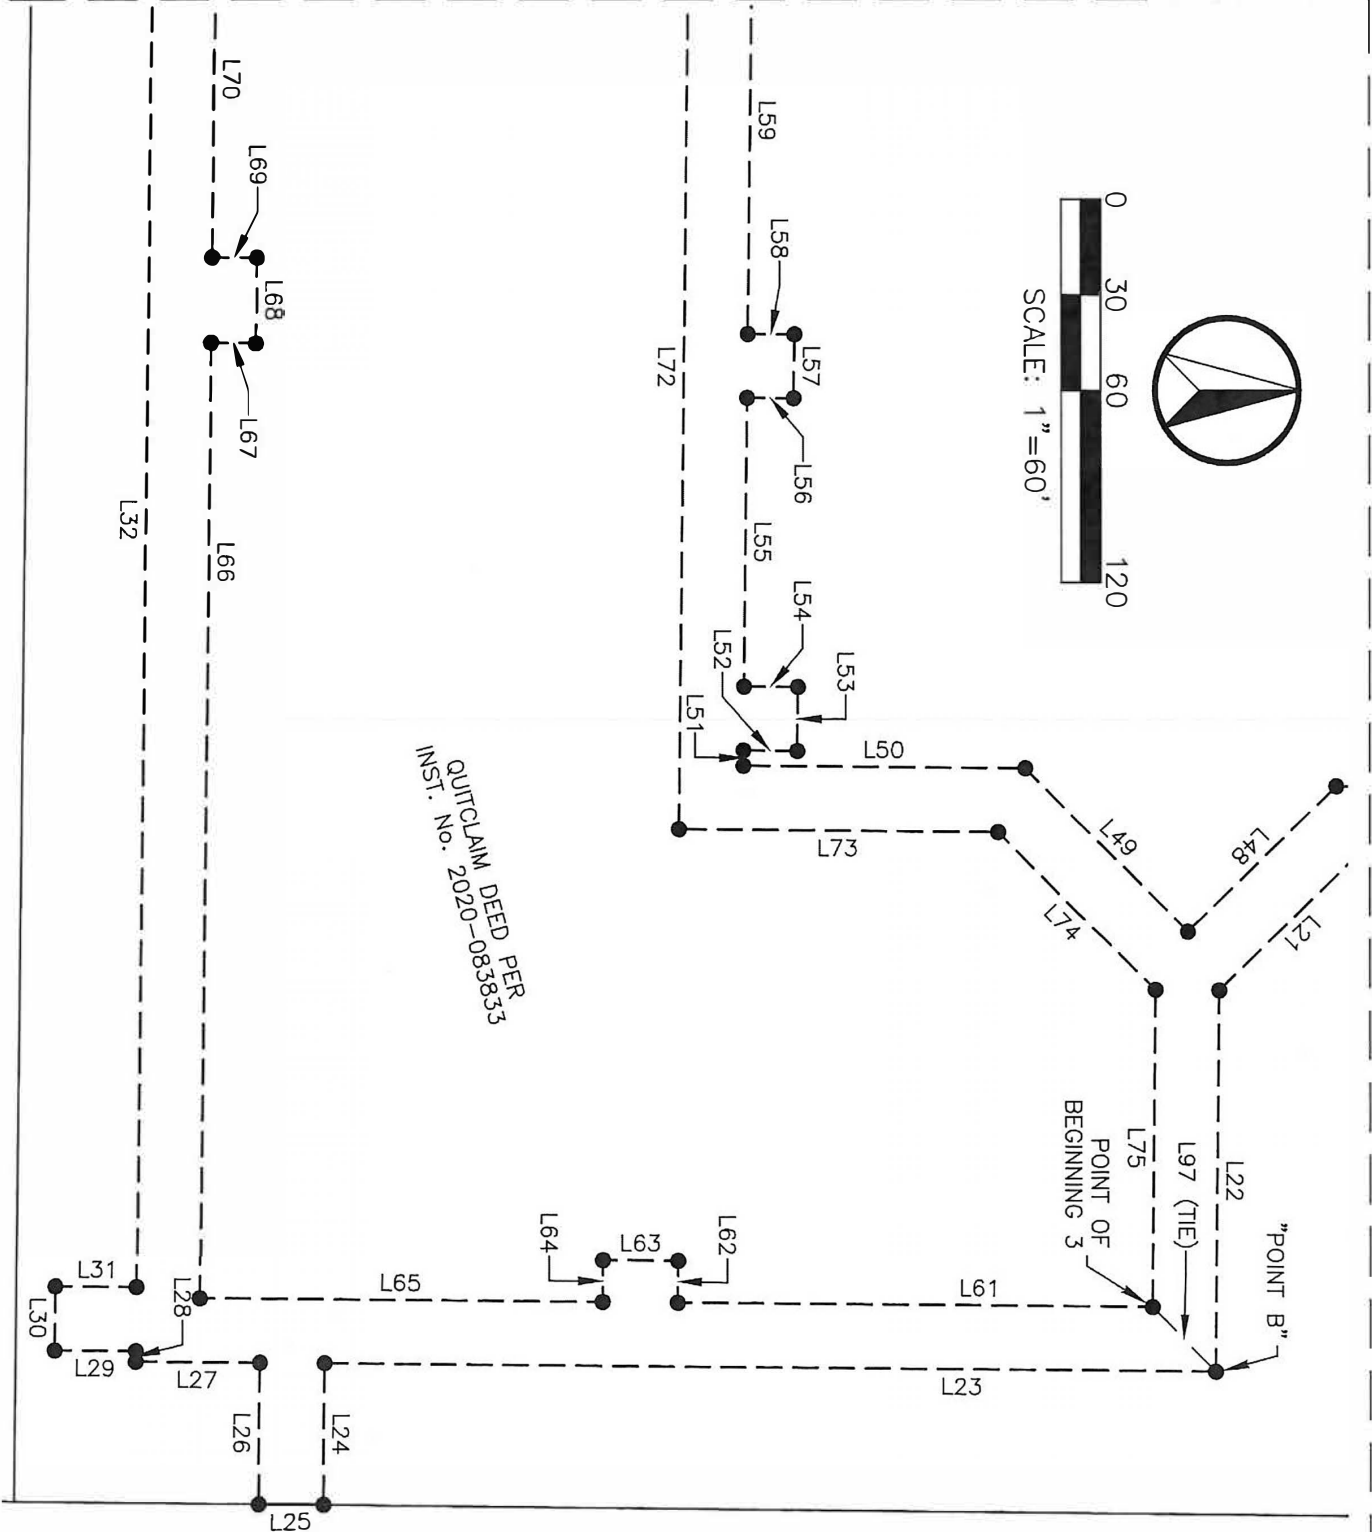 L70
L69
L68
L67
L32
L66
L59
L58
L57
L56
L72
L55
L54
L53
L52
L51
L50
L73
L49
L48
L74
L21
0 30 60 120
SCALE: 1"=60'
QUITCLAIM DEED PER
INST. No. 2020-083833
L22
L97 (TIE)
L75
POINT OF
BEGINNING 3
"POINT B"
L61
L62
L63
L64
L65
L31
L30
L28
L29
L27
L26
L24
L23
L25